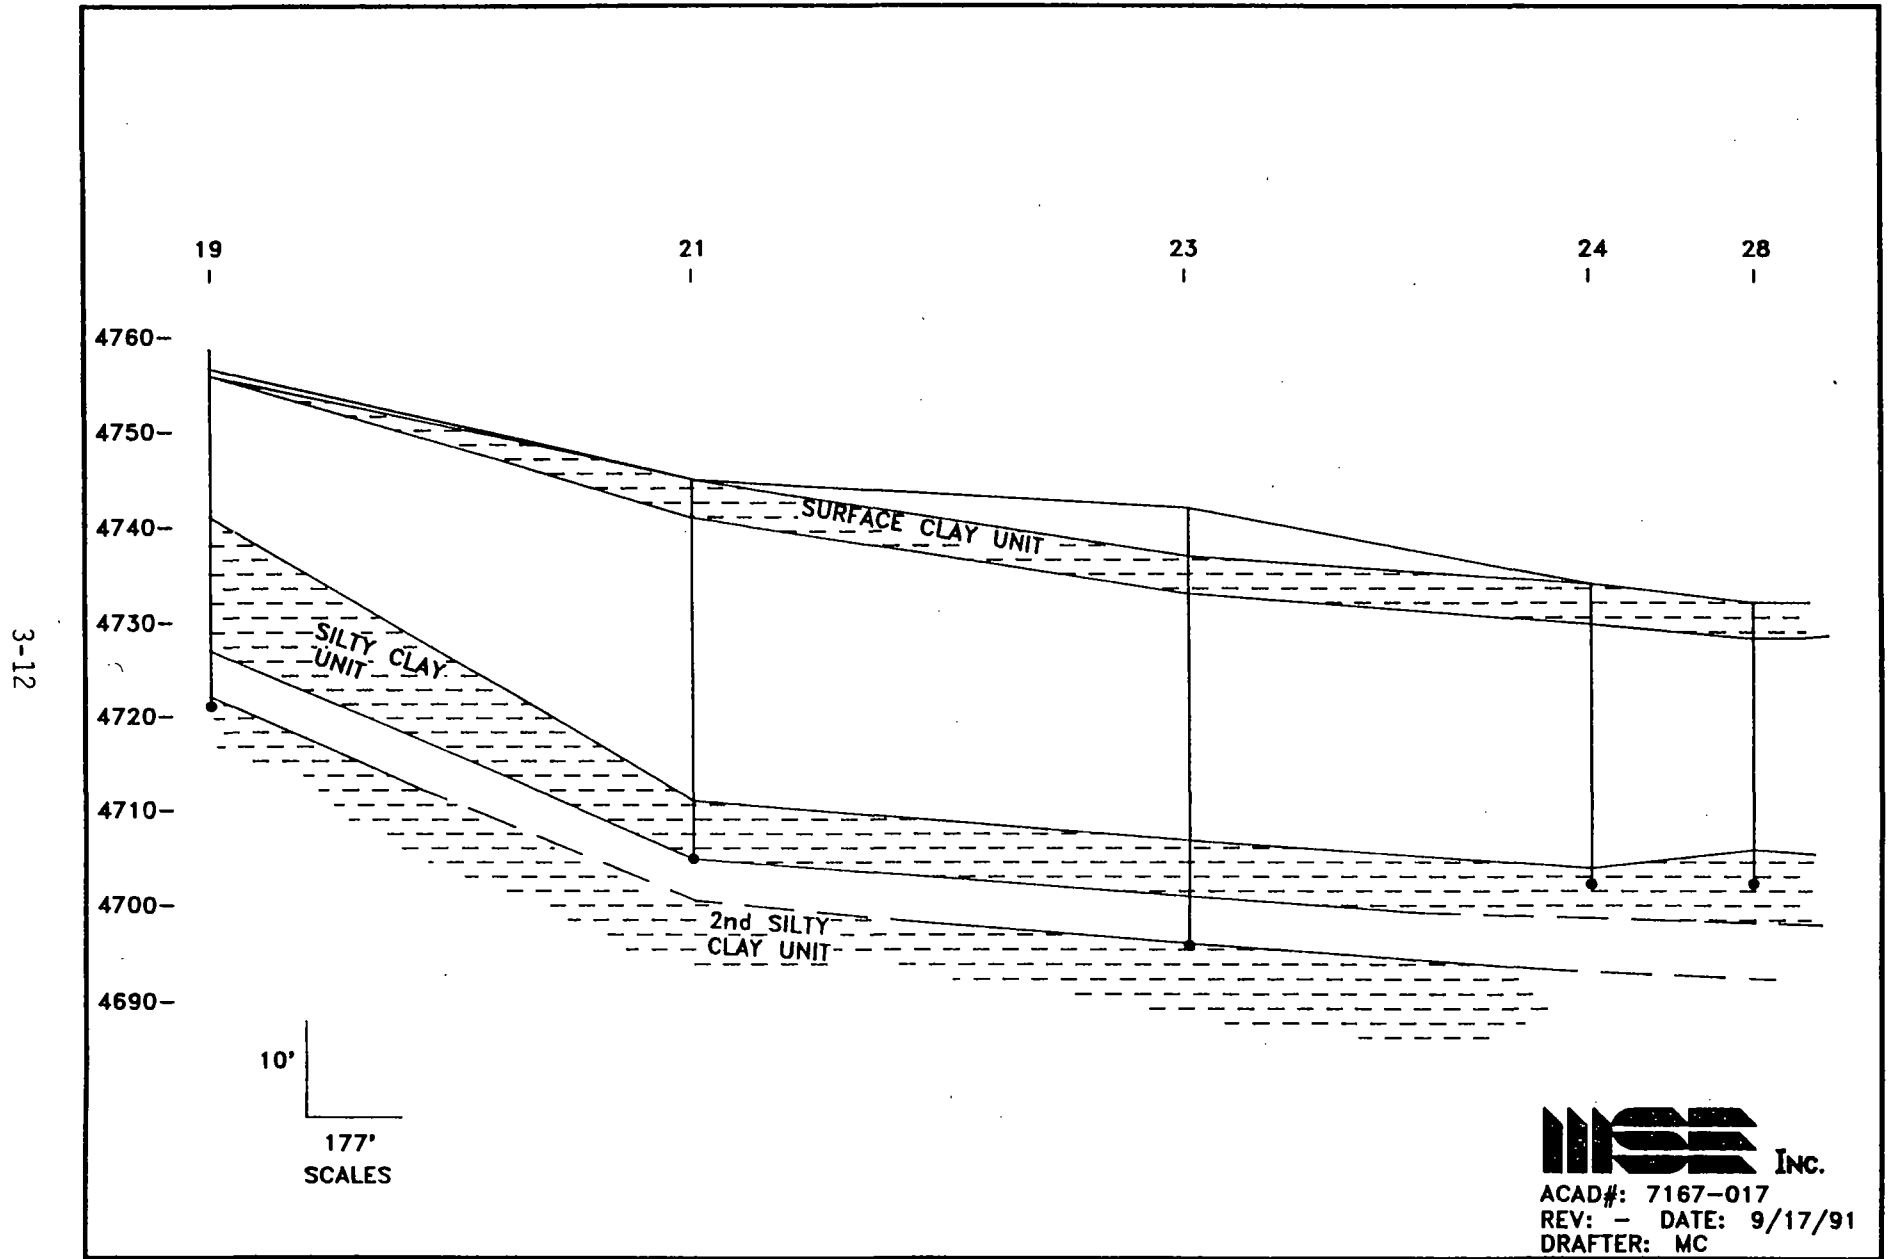 19 21 23 24 28
4760-
4750-
4740-
4730-
4720-
4710-
4700-
4690-
SURFACE CLAY UNIT
SILTY CLAY
UNIT
2nd SILTY
CLAY UNIT
3-12
10'
177'
SCALES
MSE INC.
ACAD#: 7167-017
REV: - DATE: 9/17/91
DRAFTER: MC